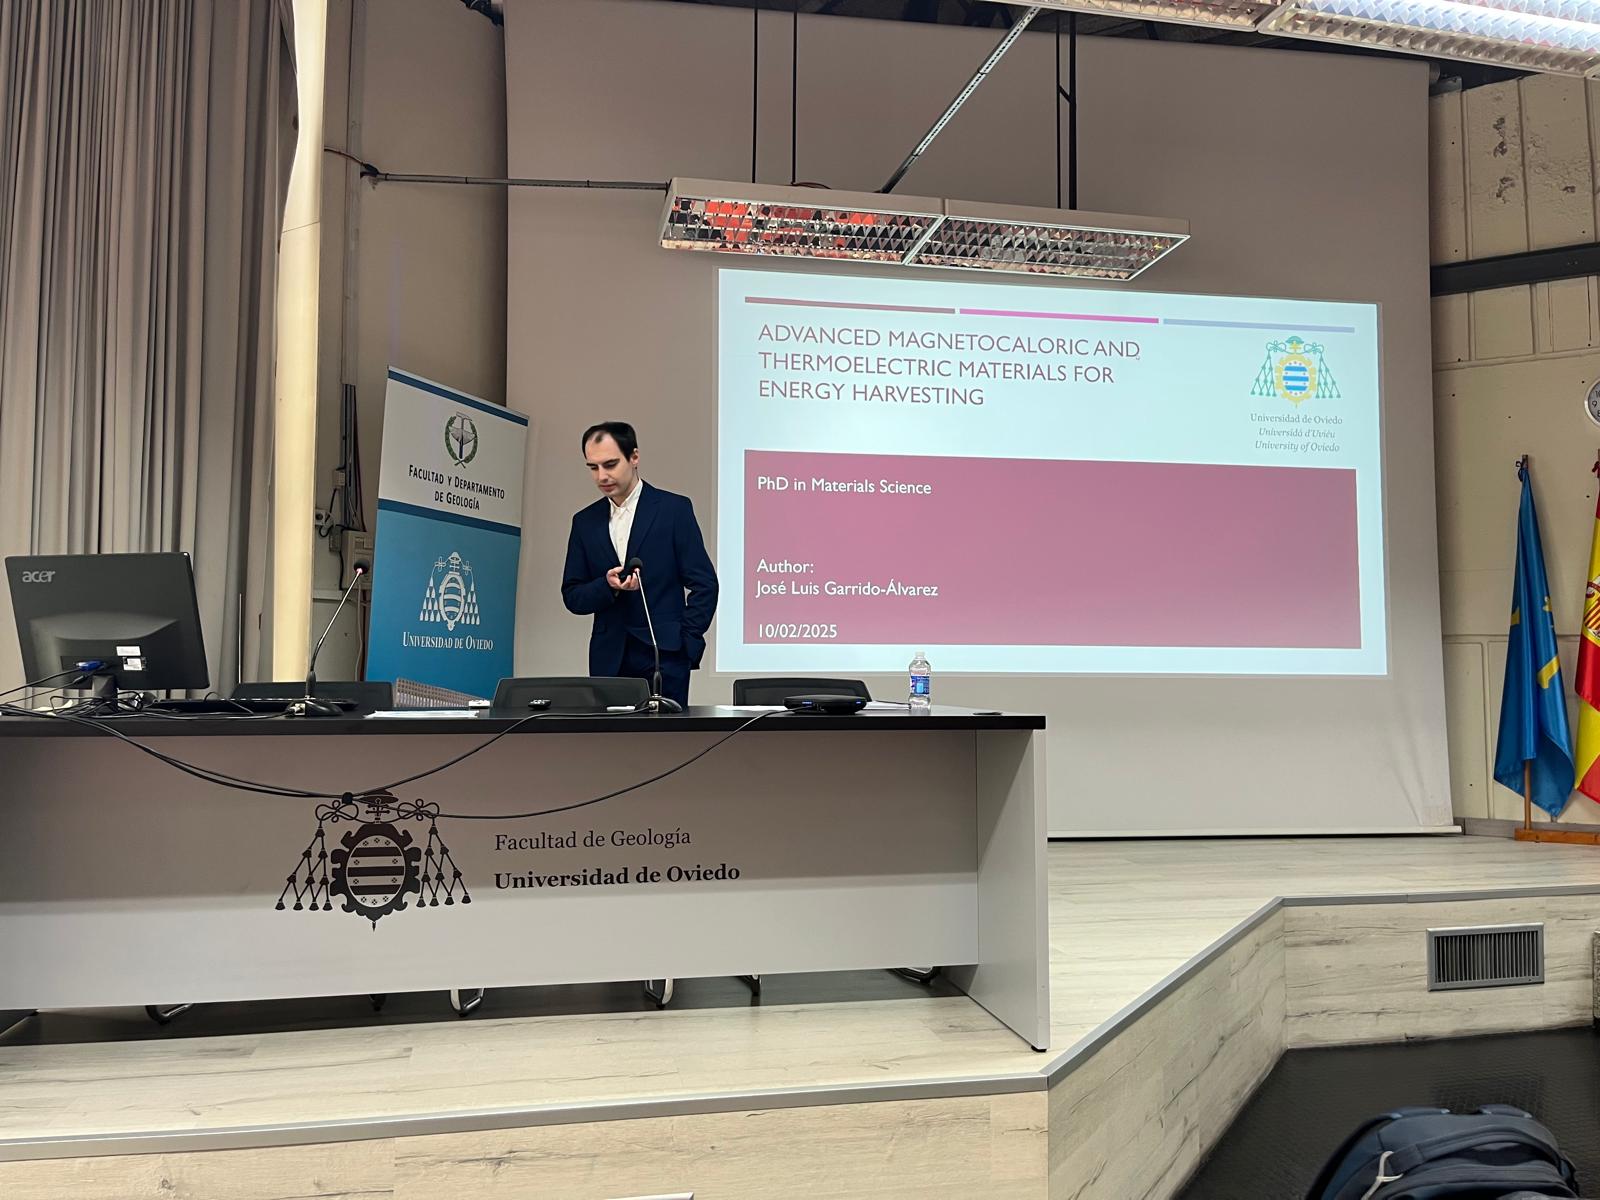 ADVANCED MAGNETOCALORIC AND
THERMOELECTRIC MATERIALS FOR
ENERGY HARVESTING
Universidad de Oviedo
Universidá d'Uviéu
University of Oviedo
PhD in Materials Science
Author:
José Luis Garrido-Álvarez
10/02/2025
FACULTAD Y DEPARTAMENTO
DE GEOLOGÍA
UNIVERSIDAD DE OVIEDO
acer
Facultad de Geología
Universidad de Oviedo